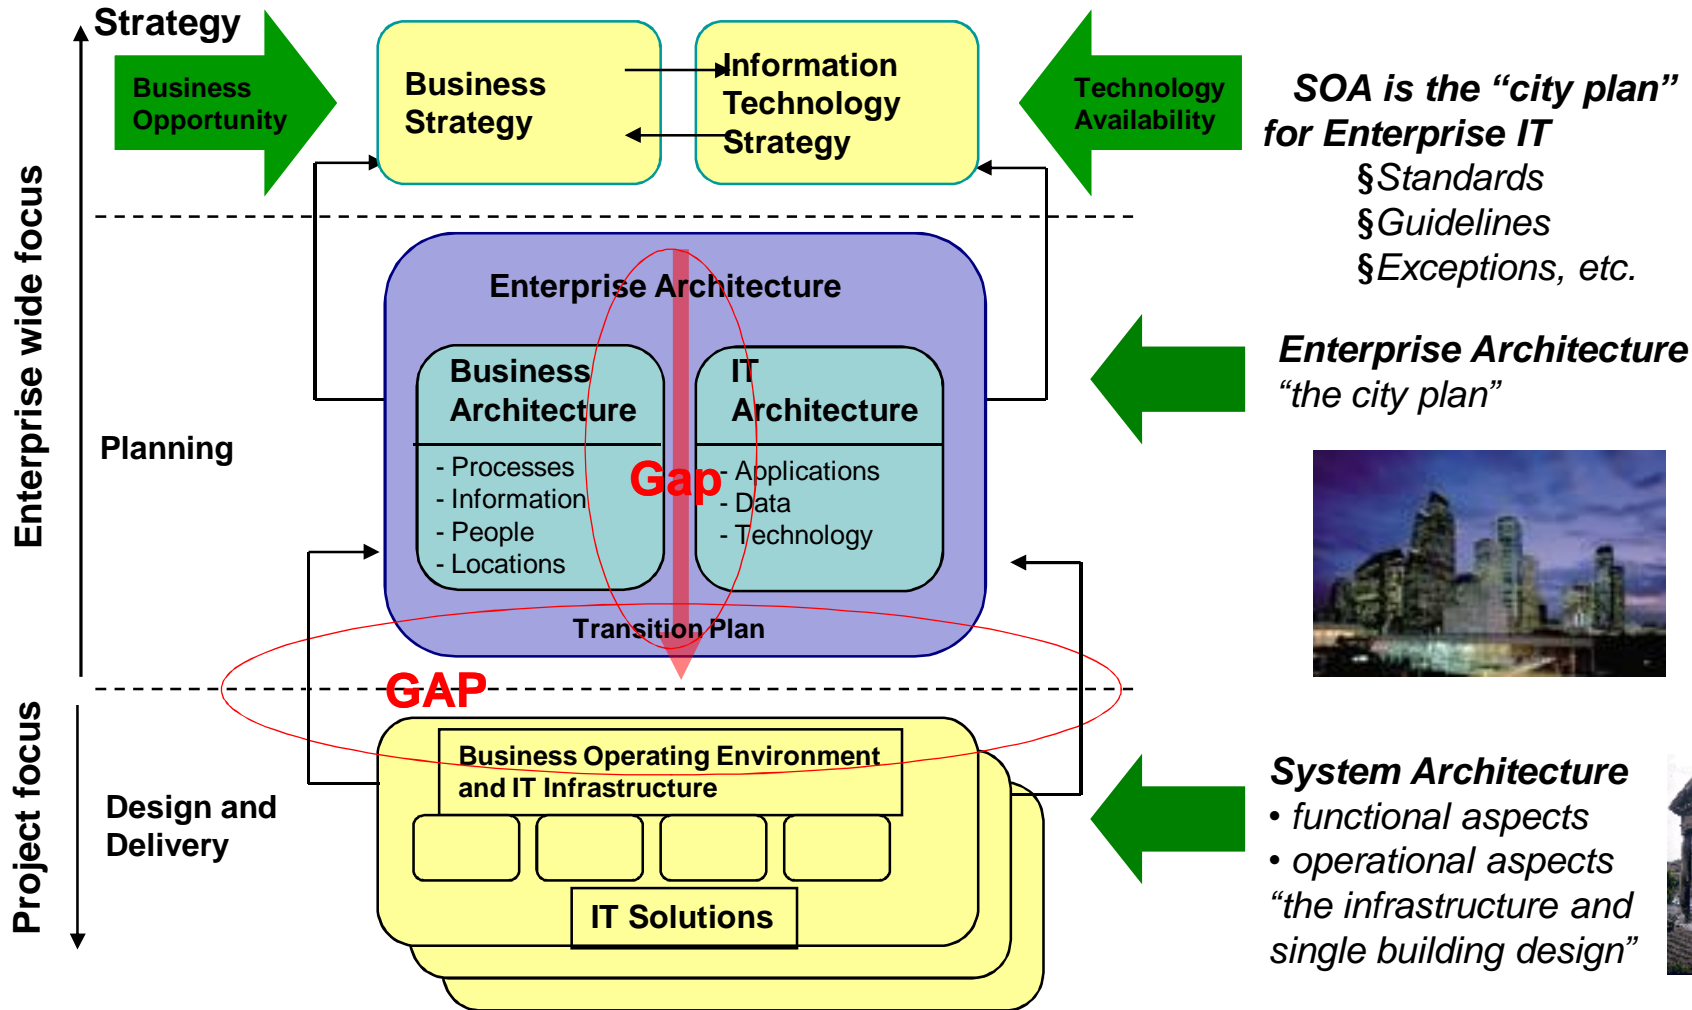 Strategy
Business
Opportunity
Business
Strategy
Information
Technology
Strategy
Technology
Availability
SOA is the “city plan”
for Enterprise IT
§Standards
§Guidelines
§Exceptions, etc.
Enterprise wide focus
Planning
Enterprise Architecture
Business
Architecture
- Processes
- Information
- People
- Locations
Gap
IT
Architecture
- Applications
- Data
- Technology
Transition Plan
Enterprise Architecture
“the city plan”
GAP
Project focus
Design and
Delivery
Business Operating Environment
and IT Infrastructure
IT Solutions
System Architecture
• functional aspects
• operational aspects
“the infrastructure and
single building design”